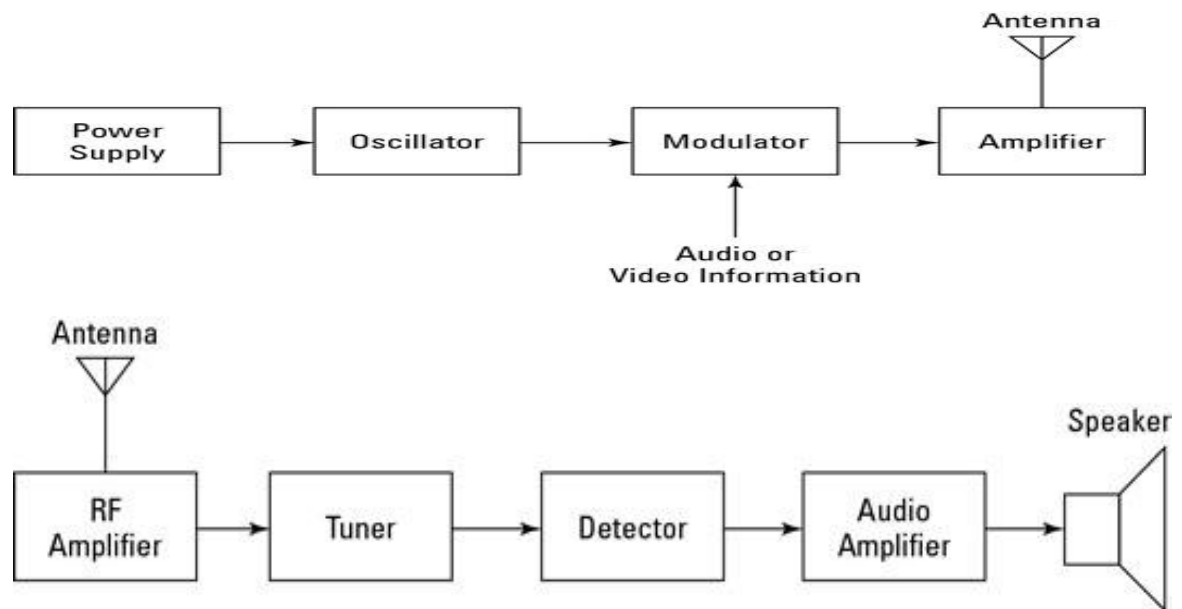 Antenna
Power
Supply
Oscillator
Modulator
Amplifier
Audio or
Video Information
Antenna
Speaker
RF
Amplifier
Tuner
Detector
Audio
Amplifier